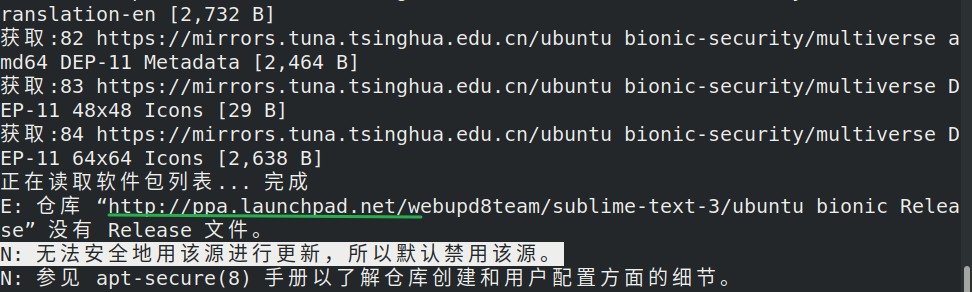 ranslation-en [2,732 B]
获取:82 https://mirrors.tuna.tsinghua.edu.cn/ubuntu bionic-security/multiverse a
md64 DEP-11 Metadata [2,464 B]
获取:83 https://mirrors.tuna.tsinghua.edu.cn/ubuntu bionic-security/multiverse D
EP-11 48x48 Icons [29 B]
获取:84 https://mirrors.tuna.tsinghua.edu.cn/ubuntu bionic-security/multiverse D
EP-11 64x64 Icons [2,638 B]
正在读取软件包列表... 完成
E: 仓库 “http://ppa.launchpad.net/webupd8team/sublime-text-3/ubuntu bionic Relea
se” 没有 Release 文件。
N: 无法安全地用该源进行更新，所以默认禁用该源。
N: 参见 apt-secure(8) 手册以了解仓库创建和用户配置方面的细节。